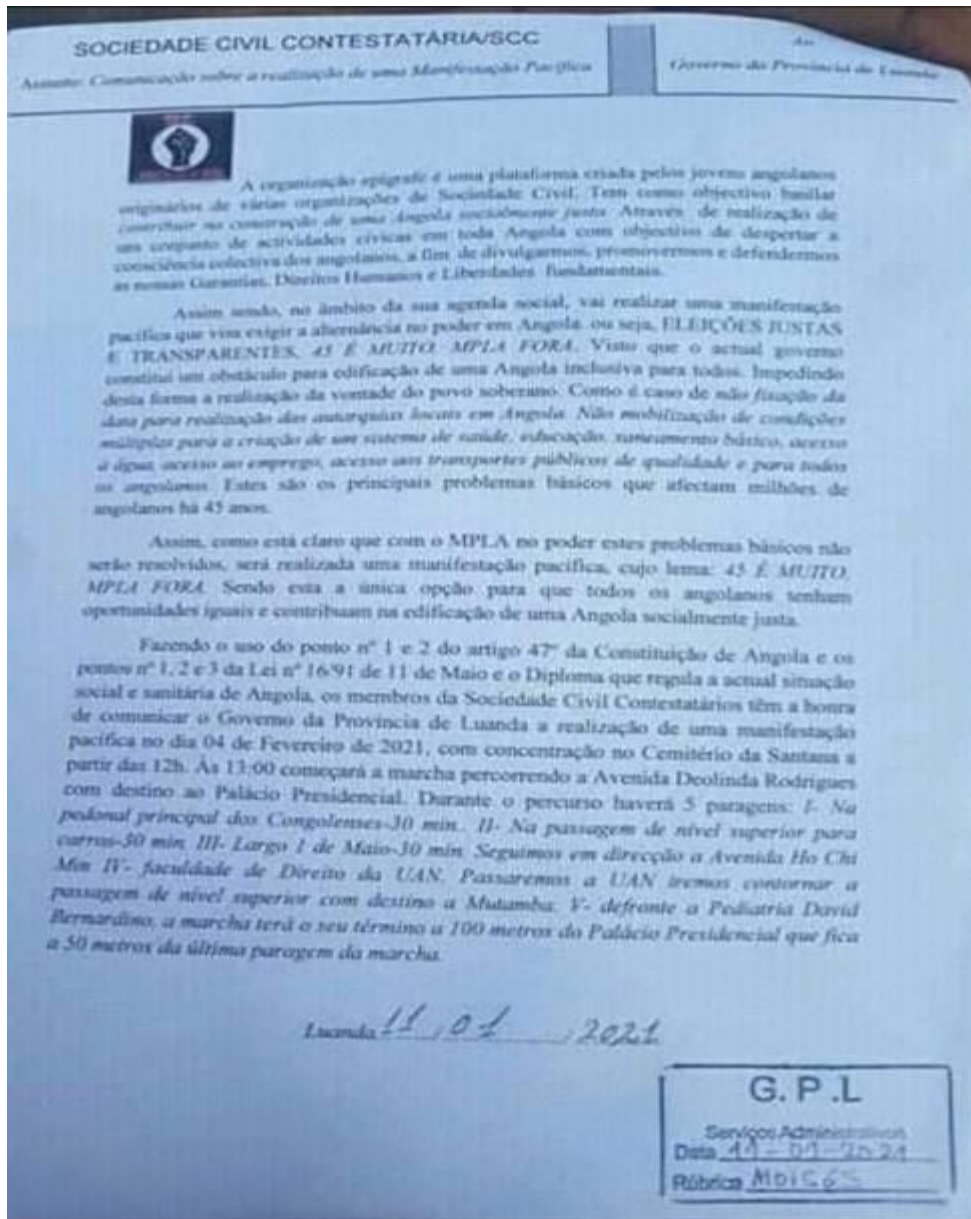 SOCIEDADE CIVIL CONTESTATÁRIA/SCC
Assunto: Comunicação sobre a realização de uma Manifestação Pacífica
Ao
Governo da Província de Luanda
A organização epígrafe é uma plataforma criada pelos jovens angolanos
originários de várias organizações de Sociedade Civil. Tem como objectivo basilar
contribuir na construção de uma Angola socialmente justa. Através de realização de
um conjunto de actividades cívicas em toda Angola com objectivo de despertar a
consciência colectiva dos angolanos, a fim de divulgarmos, promovermos e defendermos
as nossas Garantias, Direitos Humanos e Liberdades fundamentais.
Assim sendo, no âmbito da sua agenda social, vai realizar uma manifestação
pacífica que visa exigir a alternância no poder em Angola. ou seja, ELEIÇÕES JUSTAS
E TRANSPARENTES, 45 É MUITO. MPLA FORA. Visto que o actual governo
constitui um obstáculo para edificação de uma Angola inclusiva para todos. Impedindo
desta forma a realização da vontade do povo soberano. Como é caso de não fixação da
data para realização das autarquias locais em Angola. Não mobilização de condições
múltiplas para a criação de um sistema de saúde, educação, saneamento básico, acesso
a água, acesso ao emprego, acesso aos transportes públicos de qualidade e para todos
os angolanos. Estes são os principais problemas básicos que afectam milhões de
angolanos há 45 anos.
Assim, como está claro que com o MPLA no poder estes problemas básicos não
serão resolvidos, será realizada uma manifestação pacífica, cujo lema: 45 É MUITO,
MPLA FORA. Sendo esta a única opção para que todos os angolanos tenham
oportunidades iguais e contribuam na edificação de uma Angola socialmente justa.
Fazendo o uso do ponto nº 1 e 2 do artigo 47º da Constituição de Angola e os
pontos nº 1, 2 e 3 da Lei nº 16/91 de 11 de Maio e o Diploma que regula a actual situação
social e sanitária de Angola, os membros da Sociedade Civil Contestatários têm a honra
de comunicar o Governo da Província de Luanda a realização de uma manifestação
pacífica no dia 04 de Fevereiro de 2021, com concentração no Cemitério da Santana a
partir das 12h. Às 13:00 começará a marcha percorrendo a Avenida Deolinda Rodrigues
com destino ao Palácio Presidencial. Durante o percurso haverá 5 paragens: I- Na
pedonal principal dos Congolenses-30 min.. II- Na passagem de nível superior para
carros-30 min. III- Largo 1 de Maio-30 min. Seguimos em direcção a Avenida Ho Chi
Min IV- faculdade de Direito da UAN. Passaremos a UAN iremos contornar a
passagem de nível superior com destino a Mutamba. V- defronte a Pediatria David
Bernardino, a marcha terá o seu término a 100 metros do Palácio Presidencial que fica
a 50 metros da última paragem da marcha.
Luanda 11 / 01 / 2021
G. P .L
Serviços Administrativos
Data 11-01-2021
Rúbrica MOISÉS